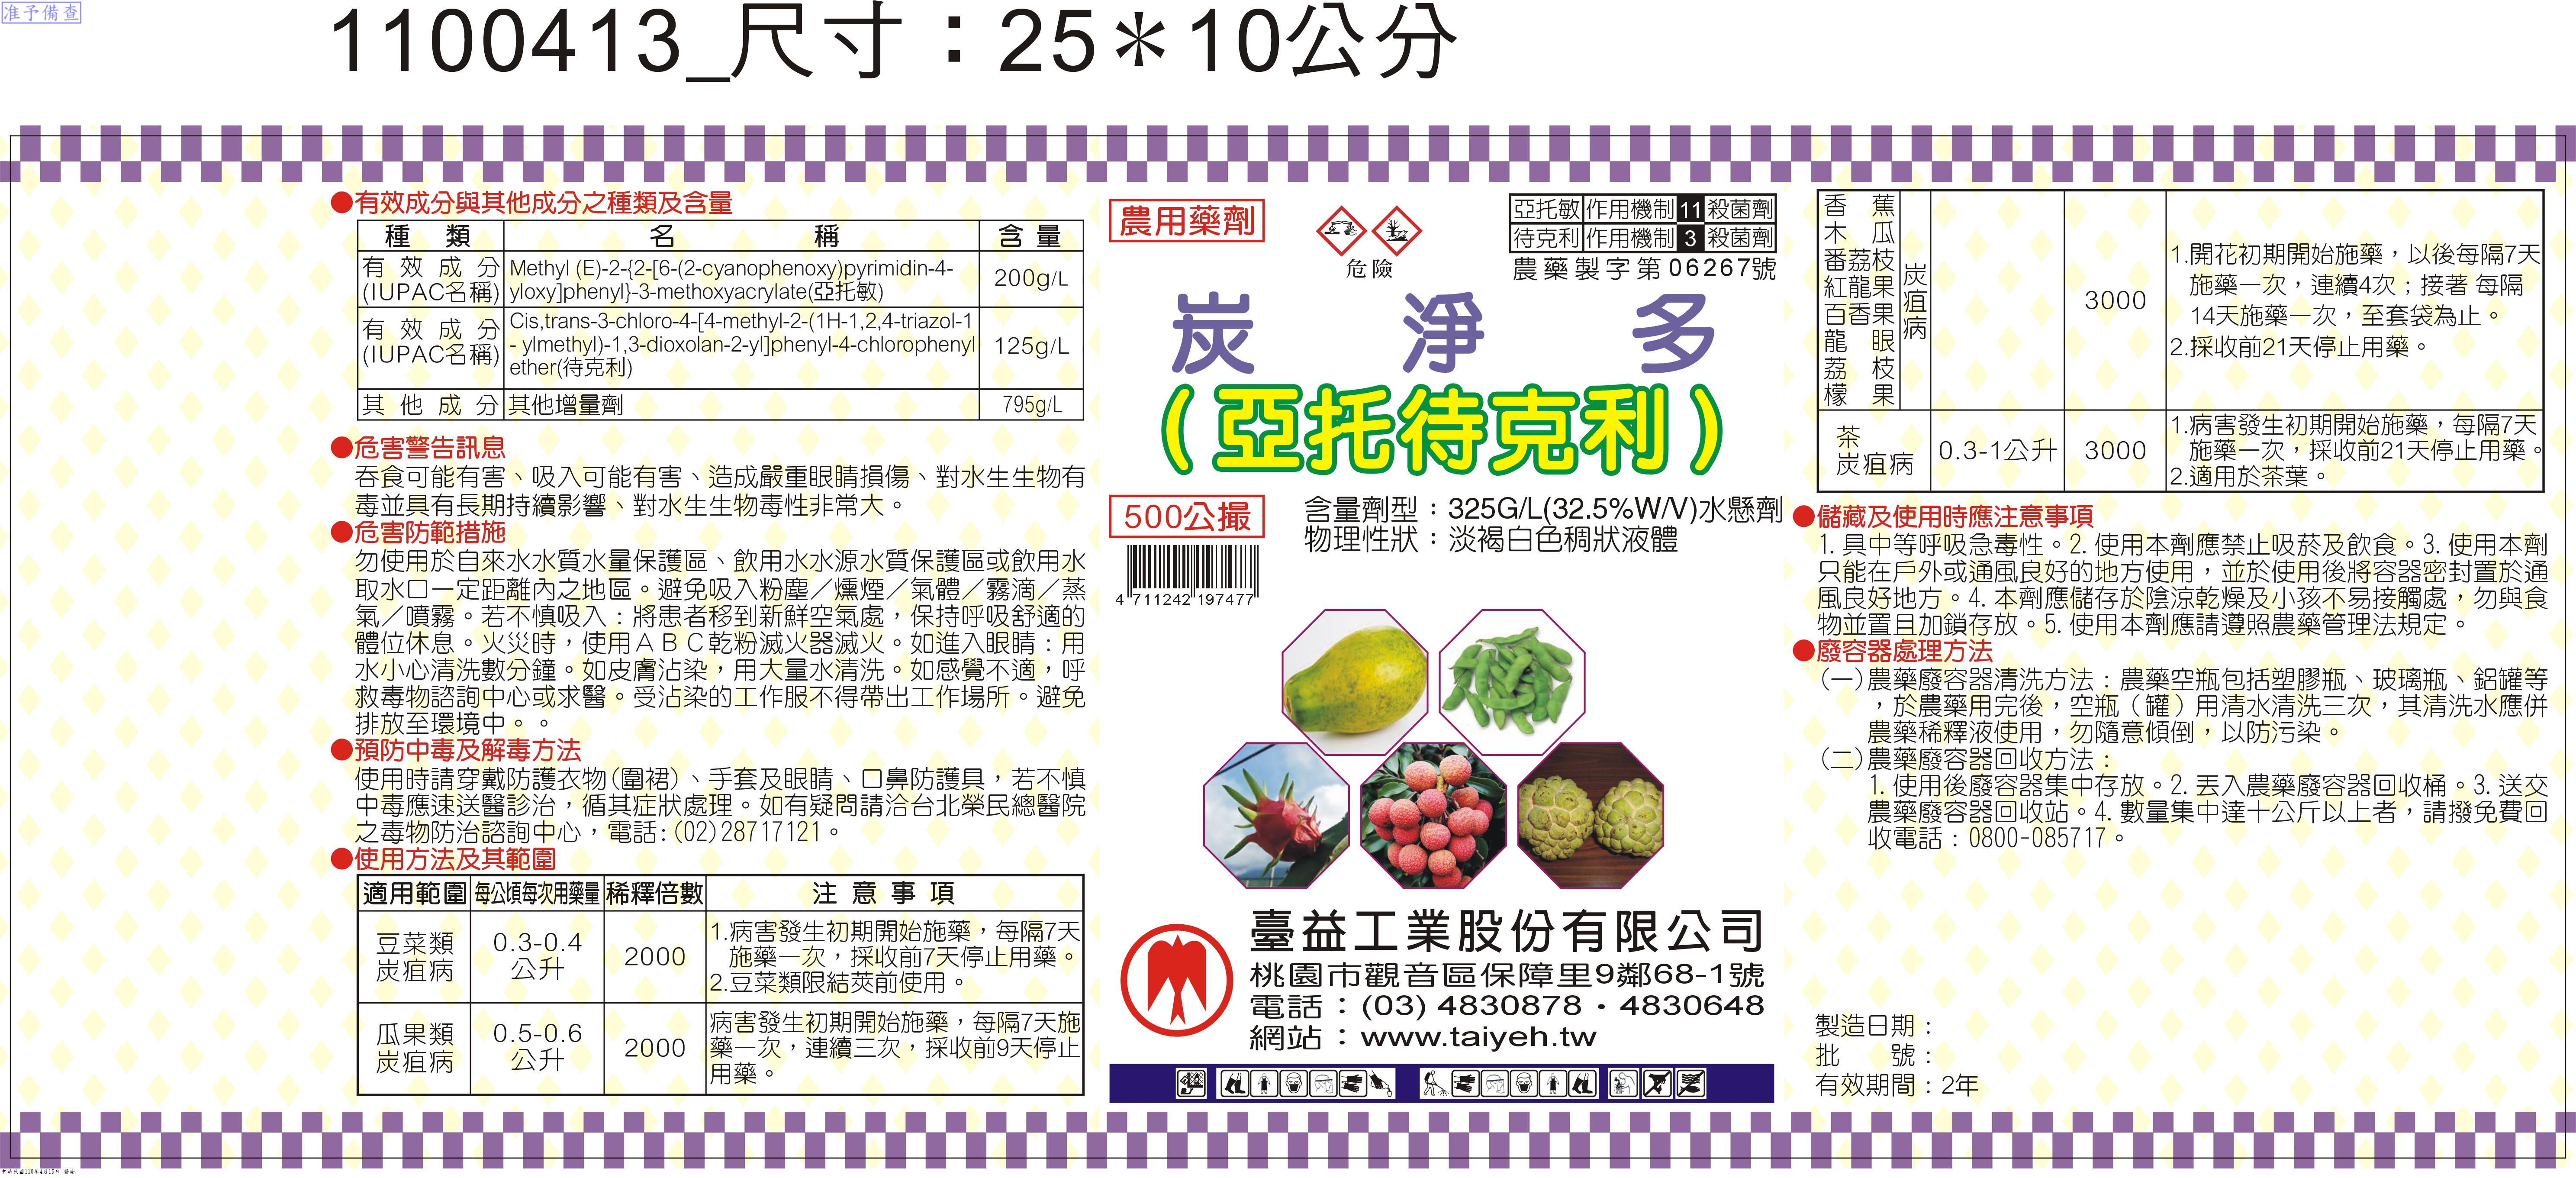 准予備查
1100413_尺寸：25＊10公分
●有效成分與其他成分之種類及含量
種類 名稱 含量
有效成分(IUPAC名稱) Methyl (E)-2-{2-[6-(2-cyanophenoxy)pyrimidin-4-
yloxy]phenyl}-3-methoxyacrylate(亞托敏) 200g/L
有效成分(IUPAC名稱) Cis,trans-3-chloro-4-[4-methyl-2-(1H-1,2,4-triazol-1
- ylmethyl)-1,3-dioxolan-2-yl]phenyl-4-chlorophenyl
ether(待克利) 125g/L
其他成分 其他增量劑 795g/L
●危害警告訊息
吞食可能有害、吸入可能有害、造成嚴重眼睛損傷、對水生生物有
毒並具有長期持續影響、對水生生物毒性非常大。
●危害防範措施
勿使用於自來水水質水量保護區、飲用水水源水質保護區或飲用水
取水口一定距離內之地區。避免吸入粉塵／燻煙／氣體／霧滴／蒸
氣／噴霧。若不慎吸入：將患者移到新鮮空氣處，保持呼吸舒適的
體位休息。火災時，使用ＡＢＣ乾粉滅火器滅火。如進入眼睛：用
水小心清洗數分鐘。如皮膚沾染，用大量水清洗。如感覺不適，呼
救毒物諮詢中心或求醫。受沾染的工作服不得帶出工作場所。避免
排放至環境中。。
●預防中毒及解毒方法
使用時請穿戴防護衣物(圍裙)、手套及眼睛、口鼻防護具，若不慎
中毒應速送醫診治，循其症狀處理。如有疑問請洽台北榮民總醫院
之毒物防治諮詢中心，電話:(02)28717121。
●使用方法及其範圍
適用範圍 每公頃每次用藥量 稀釋倍數 注意事項
豆菜類
炭疽病
0.3-0.4
公升
2000
1.病害發生初期開始施藥，每隔7天
施藥一次，採收前7天停止用藥。
2.豆菜類限結莢前使用。
瓜果類
炭疽病
0.5-0.6
公升
2000
病害發生初期開始施藥，每隔7天施
藥一次，連續三次，採收前9天停止
用藥。
農用藥劑
危險
亞托敏 作用機制 11 殺菌劑
待克利 作用機制 3 殺菌劑
農藥製字第06267號
炭淨多
(亞托待克利)
500公撮
含量劑型：325G/L(32.5%W/V)水懸劑
物理性狀：淡褐白色稠狀液體
4 711242 197477
臺益工業股份有限公司
桃園市觀音區保障里9鄰68-1號
電話：(03) 4830878・4830648
網站：www.taiyeh.tw
香蕉
木瓜
番荔枝
紅龍果
百香果
龍眼
荔枝
檬果
炭疽病
3000
1.開花初期開始施藥，以後每隔7天
施藥一次，連續4次；接著 每隔
14天施藥一次，至套袋為止。
2.採收前21天停止用藥。
茶
炭疽病
0.3-1公升
3000
1.病害發生初期開始施藥，每隔7天
施藥一次，採收前21天停止用藥。
2.適用於茶葉。
●儲藏及使用時應注意事項
1.具中等呼吸急毒性。2.使用本劑應禁止吸菸及飲食。3.使用本劑
只能在戶外或通風良好的地方使用，並於使用後將容器密封置於通
風良好地方。4.本劑應儲存於陰涼乾燥及小孩不易接觸處，勿與食
物並置且加鎖存放。5.使用本劑應請遵照農藥管理法規定。
●廢容器處理方法
(一)農藥廢容器清洗方法：農藥空瓶包括塑膠瓶、玻璃瓶、鋁罐等
，於農藥用完後，空瓶（罐）用清水清洗三次，其清洗水應併
農藥稀釋液使用，勿隨意傾倒，以防污染。
(二)農藥廢容器回收方法：
1.使用後廢容器集中存放。2.丟入農藥廢容器回收桶。3.送交
農藥廢容器回收站。4.數量集中達十公斤以上者，請撥免費回
收電話：0800-085717。
製造日期：
批號：
有效期間：2年